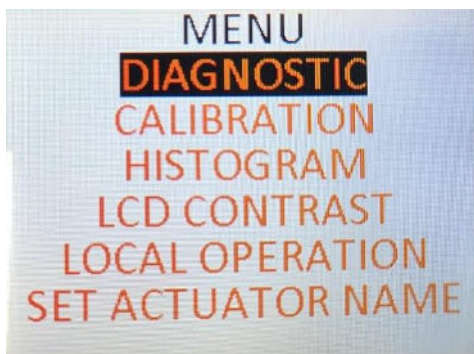 MENU
DIAGNOSTIC
CALIBRATION
HISTOGRAM
LCD CONTRAST
LOCAL OPERATION
SET ACTUATOR NAME